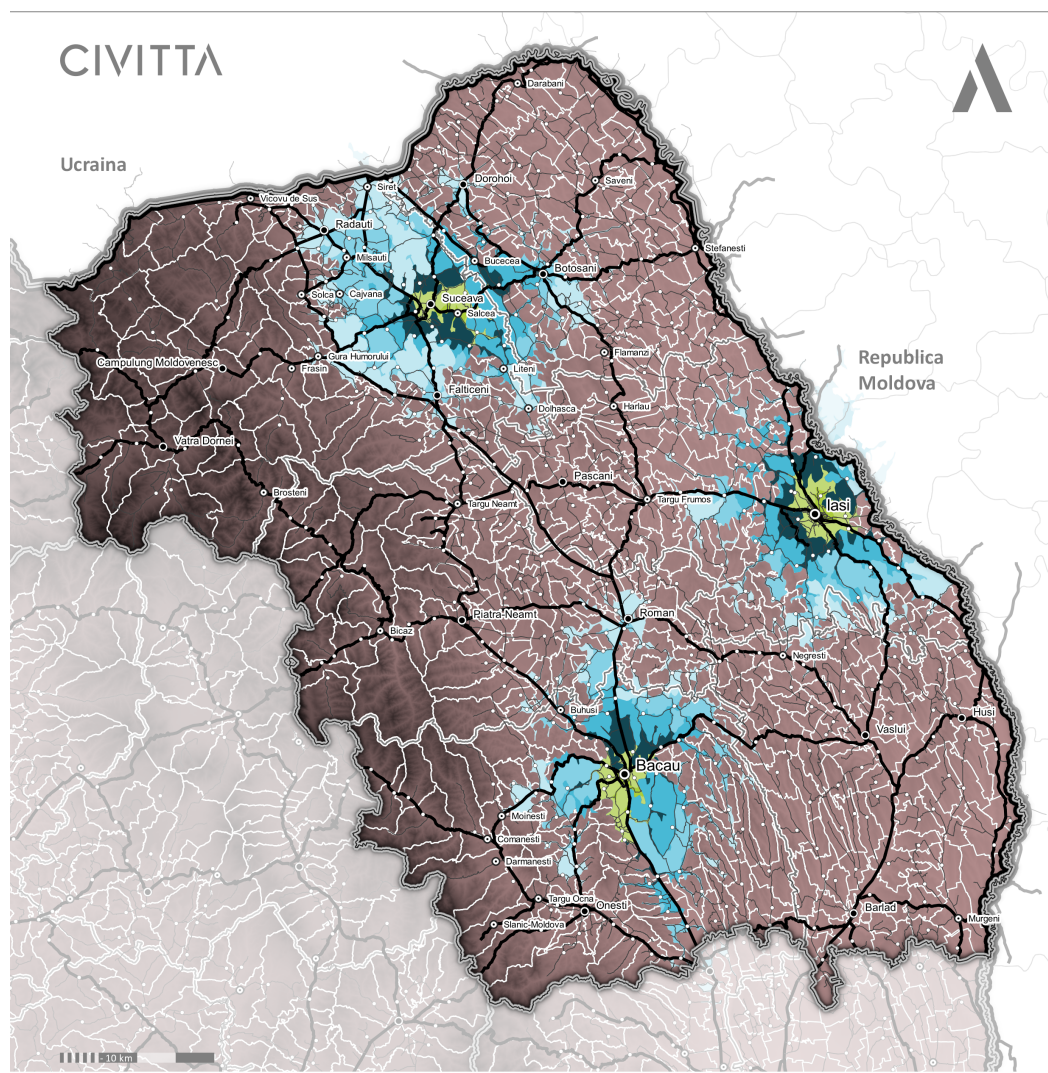 CIVITTA
Darabani
Ucraina
Dorohoi
Saveni
Siret
Vicovu de Sus
Radauti
Stefanesti
Milsauti
Bucecea
Botosani
Solca
Cajvana
Suceava
Salcea
Republica
Moldova
Flamanzi
Gura Humorului
Campulung Moldovenesc
Frasin
Liteni
Falticeni
Dolhasca
Harlau
Vatra Dornei
Pascani
Brosteni
Targu Neamt
Targu Frumos
Iasi
Piatra-Neamt
Roman
Bicaz
Negresti
Buhusi
Husi
Vaslui
Bacau
Moinesti
Comanesti
Darmanesti
Targu Ocna
Onesti
Barlad
Slanic-Moldova
Murgeni
10 km